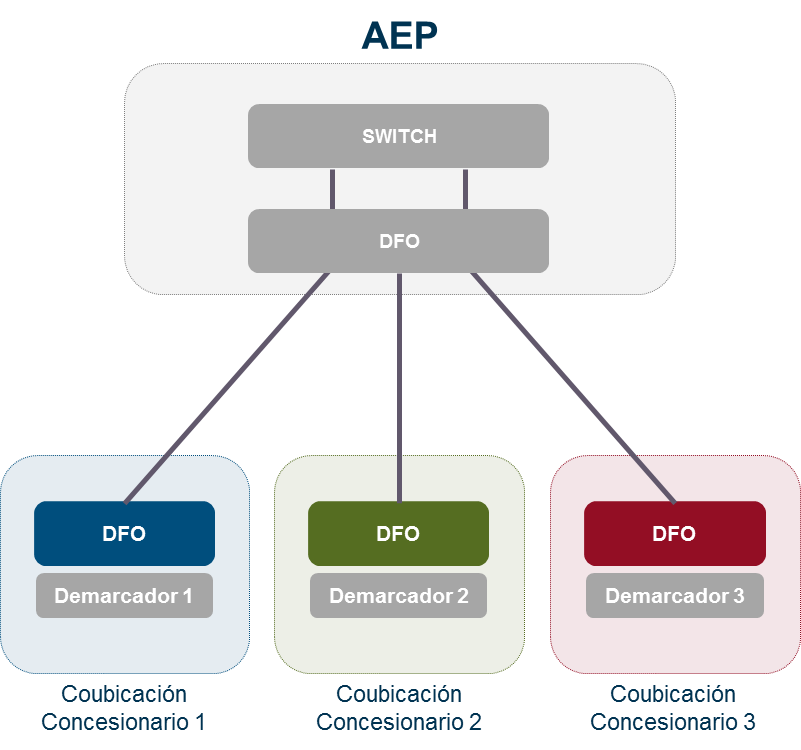 AEP
SWITCH
DFO
DFO
DFO
DFO
Demarcador 1
Demarcador 2
Demarcador 3
Coubicación
Concesionario 1
Coubicación
Concesionario 2
Coubicación
Concesionario 3